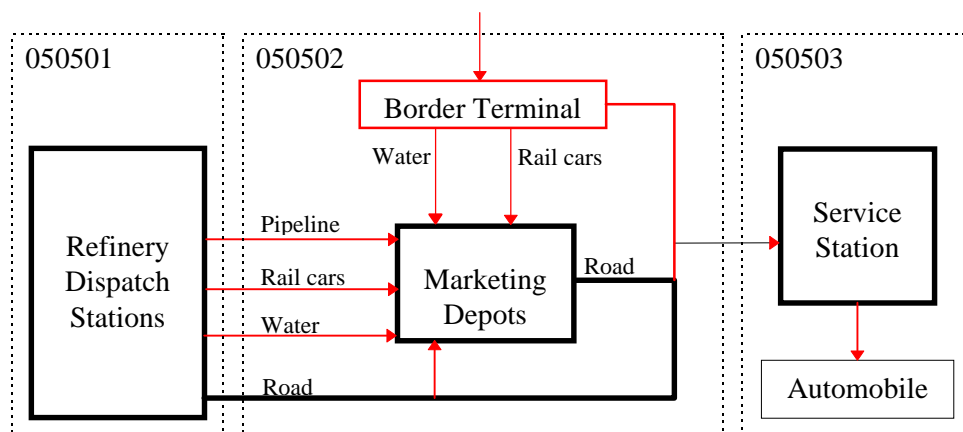 050501
050502
050503
Border Terminal
Water
Rail cars
Refinery
Dispatch
Stations
Pipeline
Rail cars
Water
Road
Marketing
Depots
Road
Service
Station
Automobile